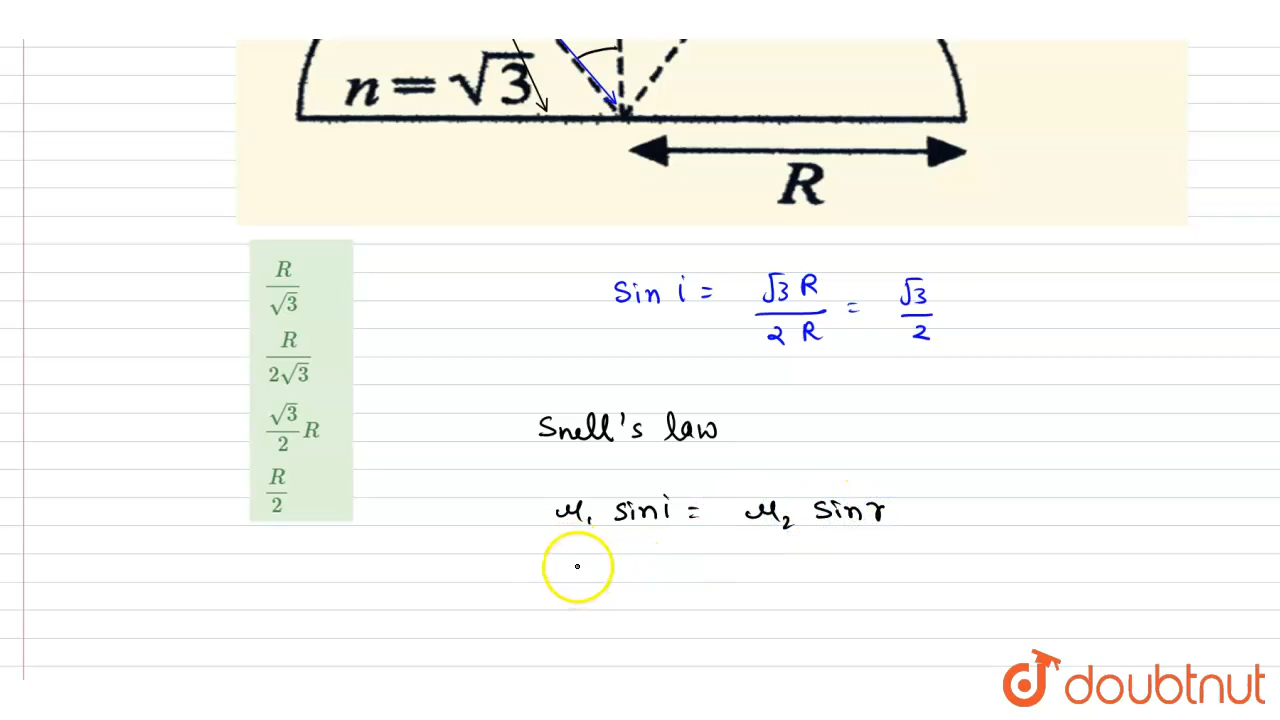 n = √3
R
R/√3
R/2√3
√3/2 R
R/2
Sin i = √3 R / 2 R = √3 / 2
Snell's law
μ₁ sin i = μ₂ sin r
doubtnut